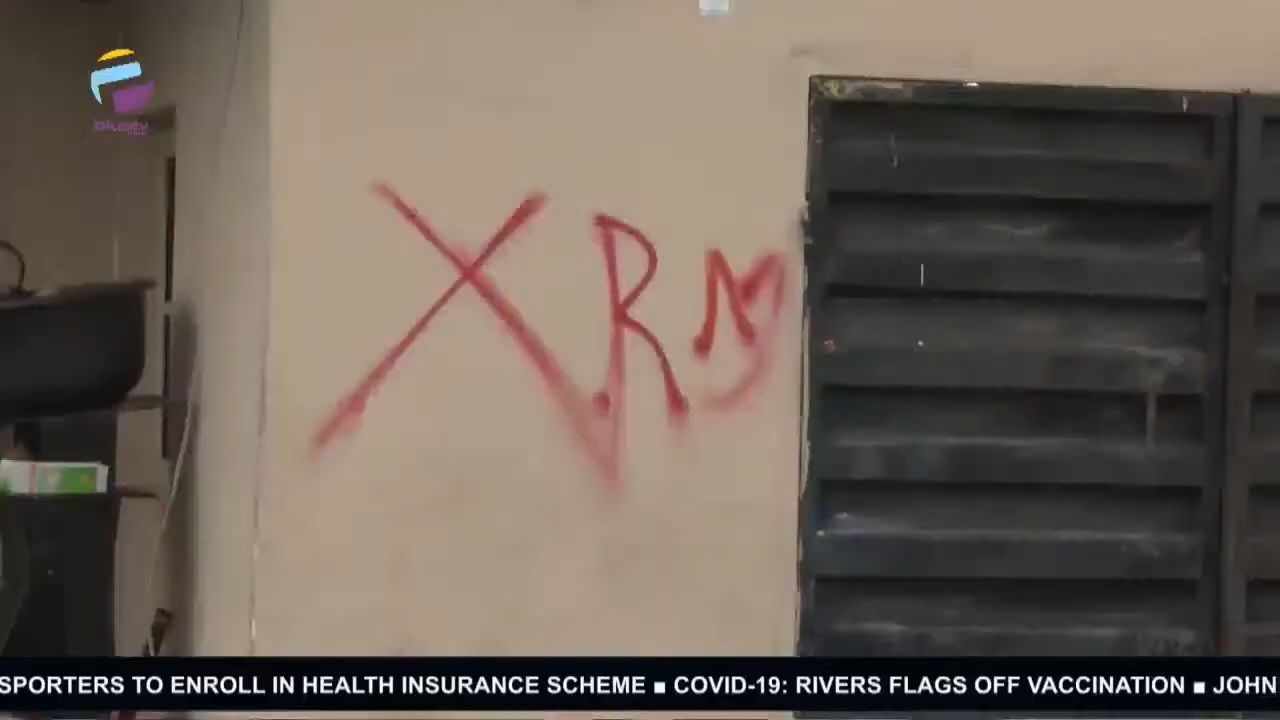 XRM
SPORTERS TO ENROLL IN HEALTH INSURANCE SCHEME ■ COVID-19: RIVERS FLAGS OFF VACCINATION ■ JOHN